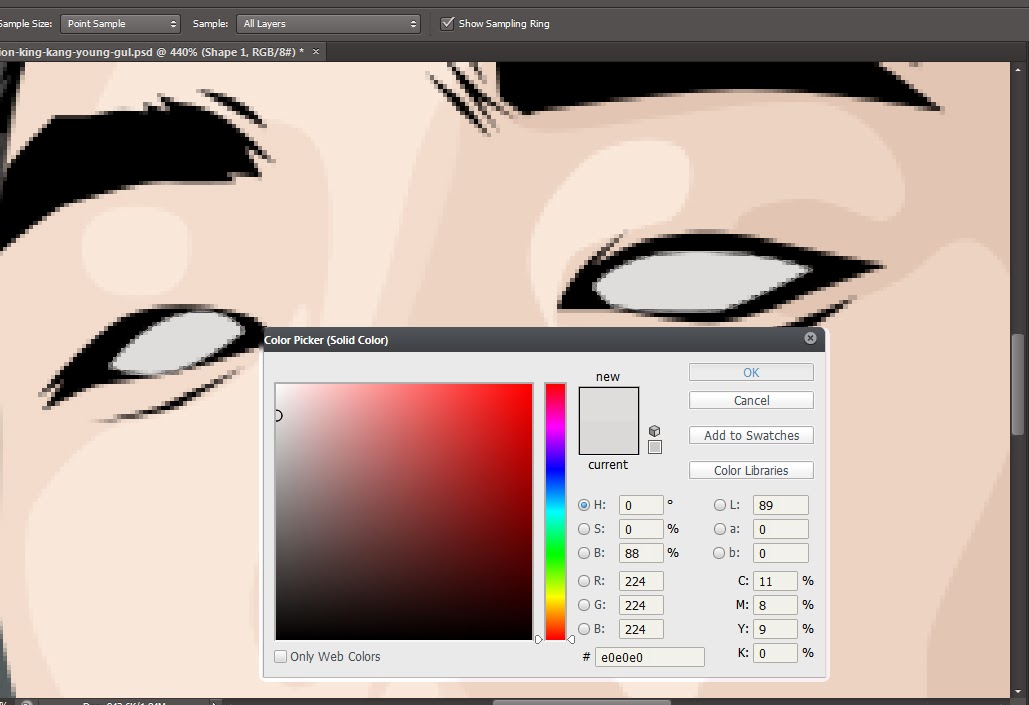 Sample Size: Point Sample Sample: All Layers Show Sampling Ring
ion-king-kang-young-gul.psd @ 440% (Shape 1, RGB/8#) * ×
Color Picker (Solid Color)
new
current
OK
Cancel
Add to Swatches
Color Libraries
H: 0 ° L: 89
S: 0 % a: 0
B: 88 % b: 0
R: 224 C: 11 %
G: 224 M: 8 %
B: 224 Y: 9 %
# e0e0e0 K: 0 %
Only Web Colors